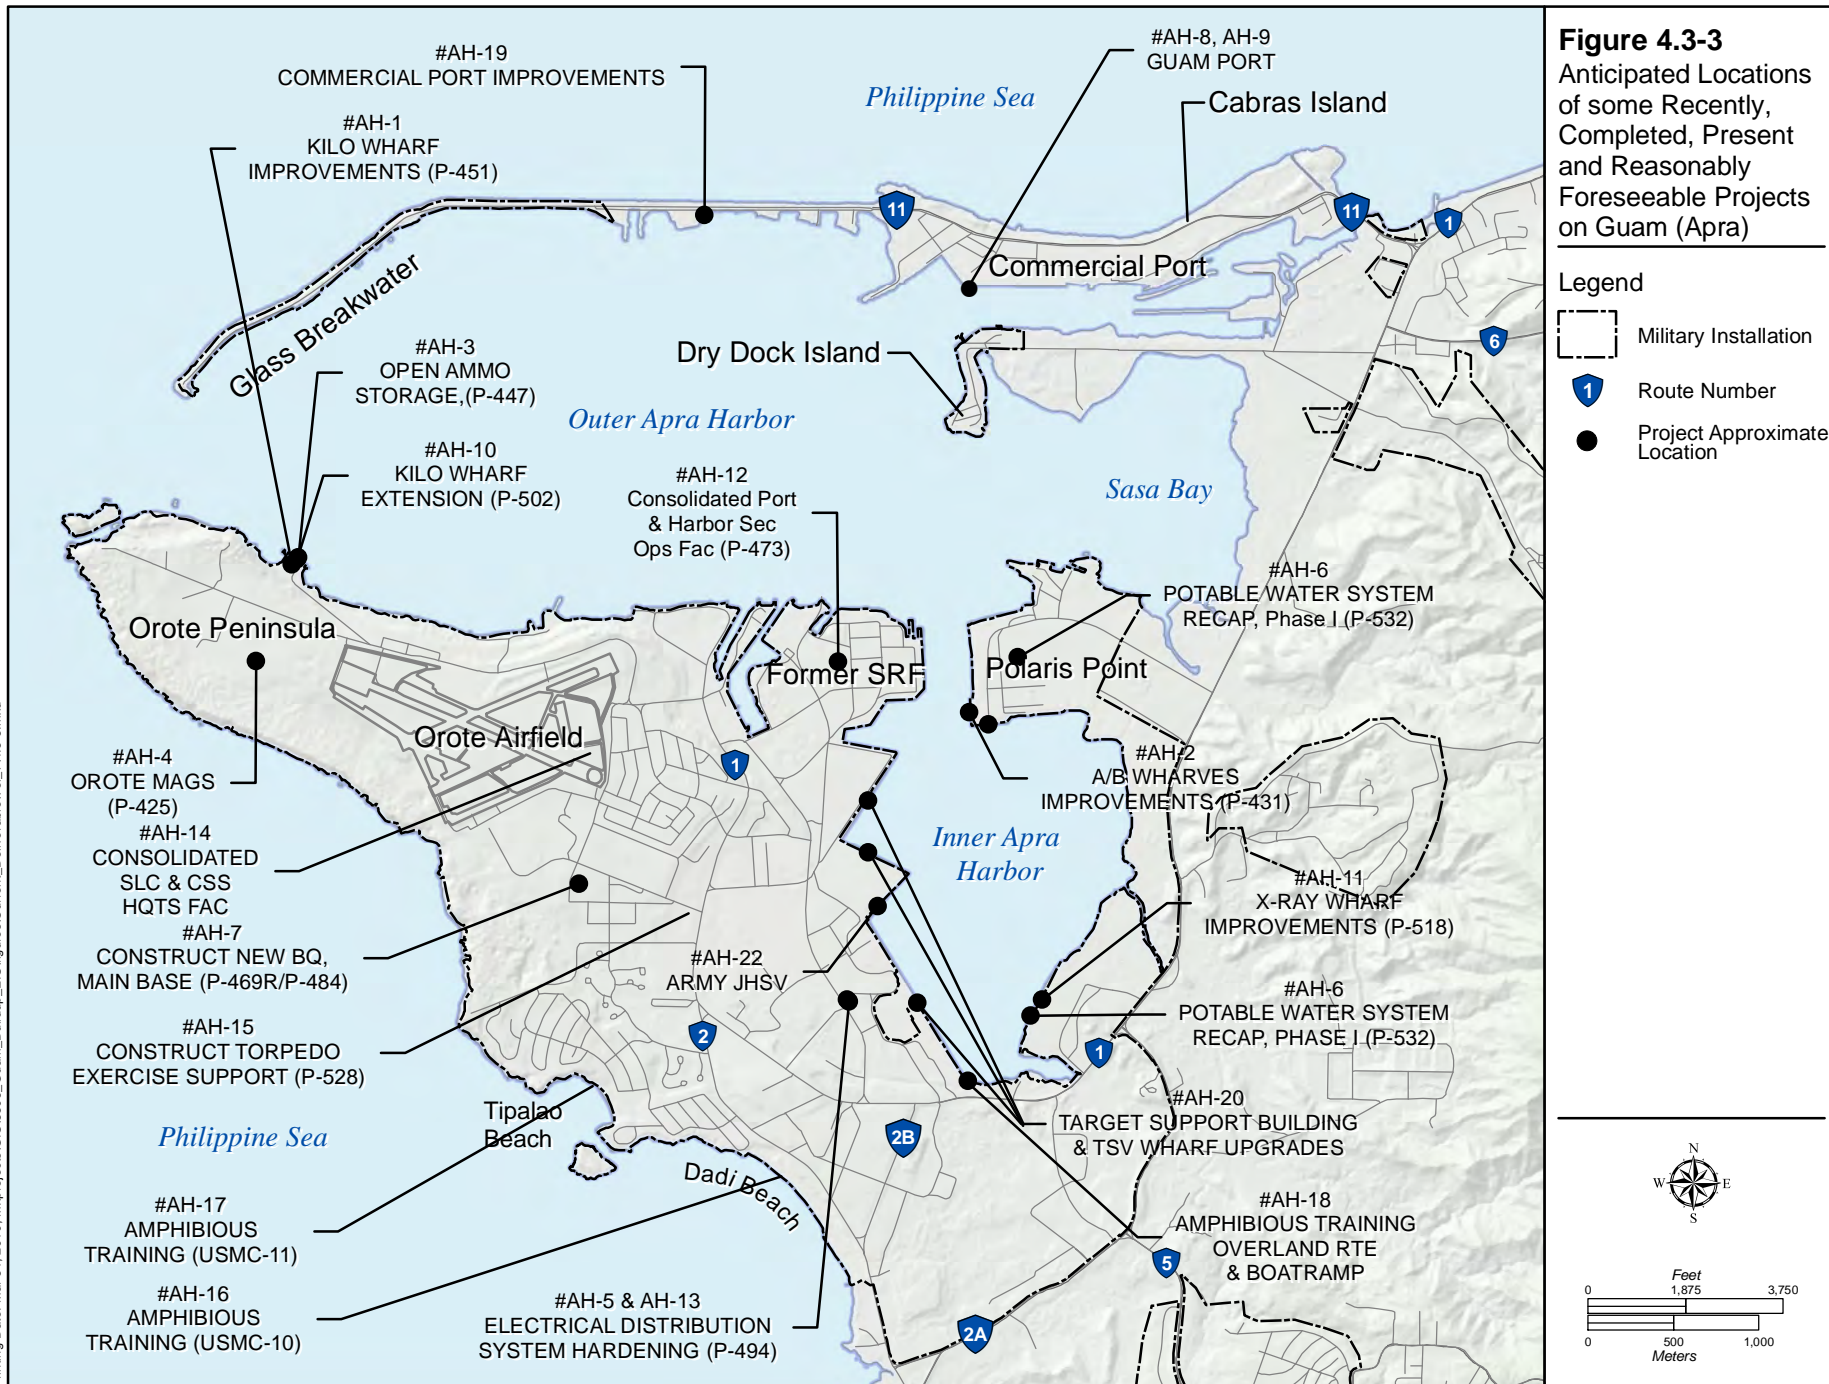 #AH-19
COMMERCIAL PORT IMPROVEMENTS
#AH-8, AH-9
GUAM PORT
Philippine Sea
Cabras Island
#AH-1
KILO WHARF
IMPROVEMENTS (P-451)
11
11
1
Commercial Port
Glass Breakwater
#AH-3
OPEN AMMO
STORAGE,(P-447)
Dry Dock Island
6
Outer Apra Harbor
#AH-10
KILO WHARF
EXTENSION (P-502)
#AH-12
Consolidated Port
& Harbor Sec
Ops Fac (P-473)
Sasa Bay
#AH-6
POTABLE WATER SYSTEM
RECAP, Phase I (P-532)
Orote Peninsula
Former SRF
Polaris Point
Orote Airfield
1
#AH-4
OROTE MAGS
(P-425)
#AH-2
A/B WHARVES
IMPROVEMENTS (P-431)
#AH-14
CONSOLIDATED
SLC & CSS
HQTS FAC
Inner Apra
Harbor
#AH-11
X-RAY WHARF
IMPROVEMENTS (P-518)
#AH-7
CONSTRUCT NEW BQ,
MAIN BASE (P-469R/P-484)
#AH-22
ARMY JHSV
#AH-6
POTABLE WATER SYSTEM
RECAP, PHASE I (P-532)
#AH-15
CONSTRUCT TORPEDO
EXERCISE SUPPORT (P-528)
2
1
Tipalao
Beach
#AH-20
TARGET SUPPORT BUILDING
& TSV WHARF UPGRADES
Philippine Sea
2B
Dadi Beach
#AH-17
AMPHIBIOUS
TRAINING (USMC-11)
#AH-18
AMPHIBIOUS TRAINING
OVERLAND RTE
& BOATRAMP
5
#AH-16
AMPHIBIOUS
TRAINING (USMC-10)
#AH-5 & AH-13
ELECTRICAL DISTRIBUTION
SYSTEM HARDENING (P-494)
2A
Figure 4.3-3
Anticipated Locations
of some Recently,
Completed, Present
and Reasonably
Foreseeable Projects
on Guam (Apra)
Legend
Military Installation
1
Route Number
Project Approximate
Location
N
W E
S
Feet
0 1,875 3,750
0 500 1,000
Meters